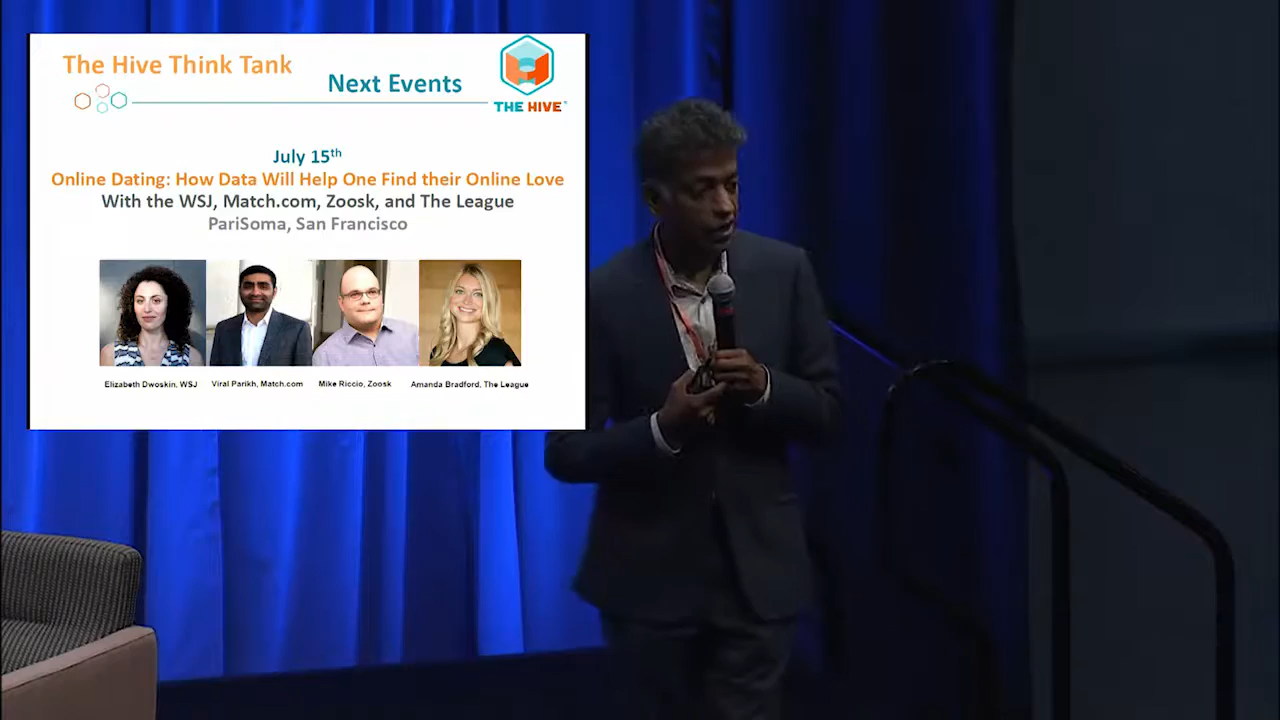 The Hive Think Tank
Next Events
THE HIVE
July 15th
Online Dating: How Data Will Help One Find their Online Love
With the WSJ, Match.com, Zoosk, and The League
PariSoma, San Francisco
Elizabeth Dwoskin, WSJ
Viral Parikh, Match.com
Mike Riccio, Zoosk
Amanda Bradford, The League